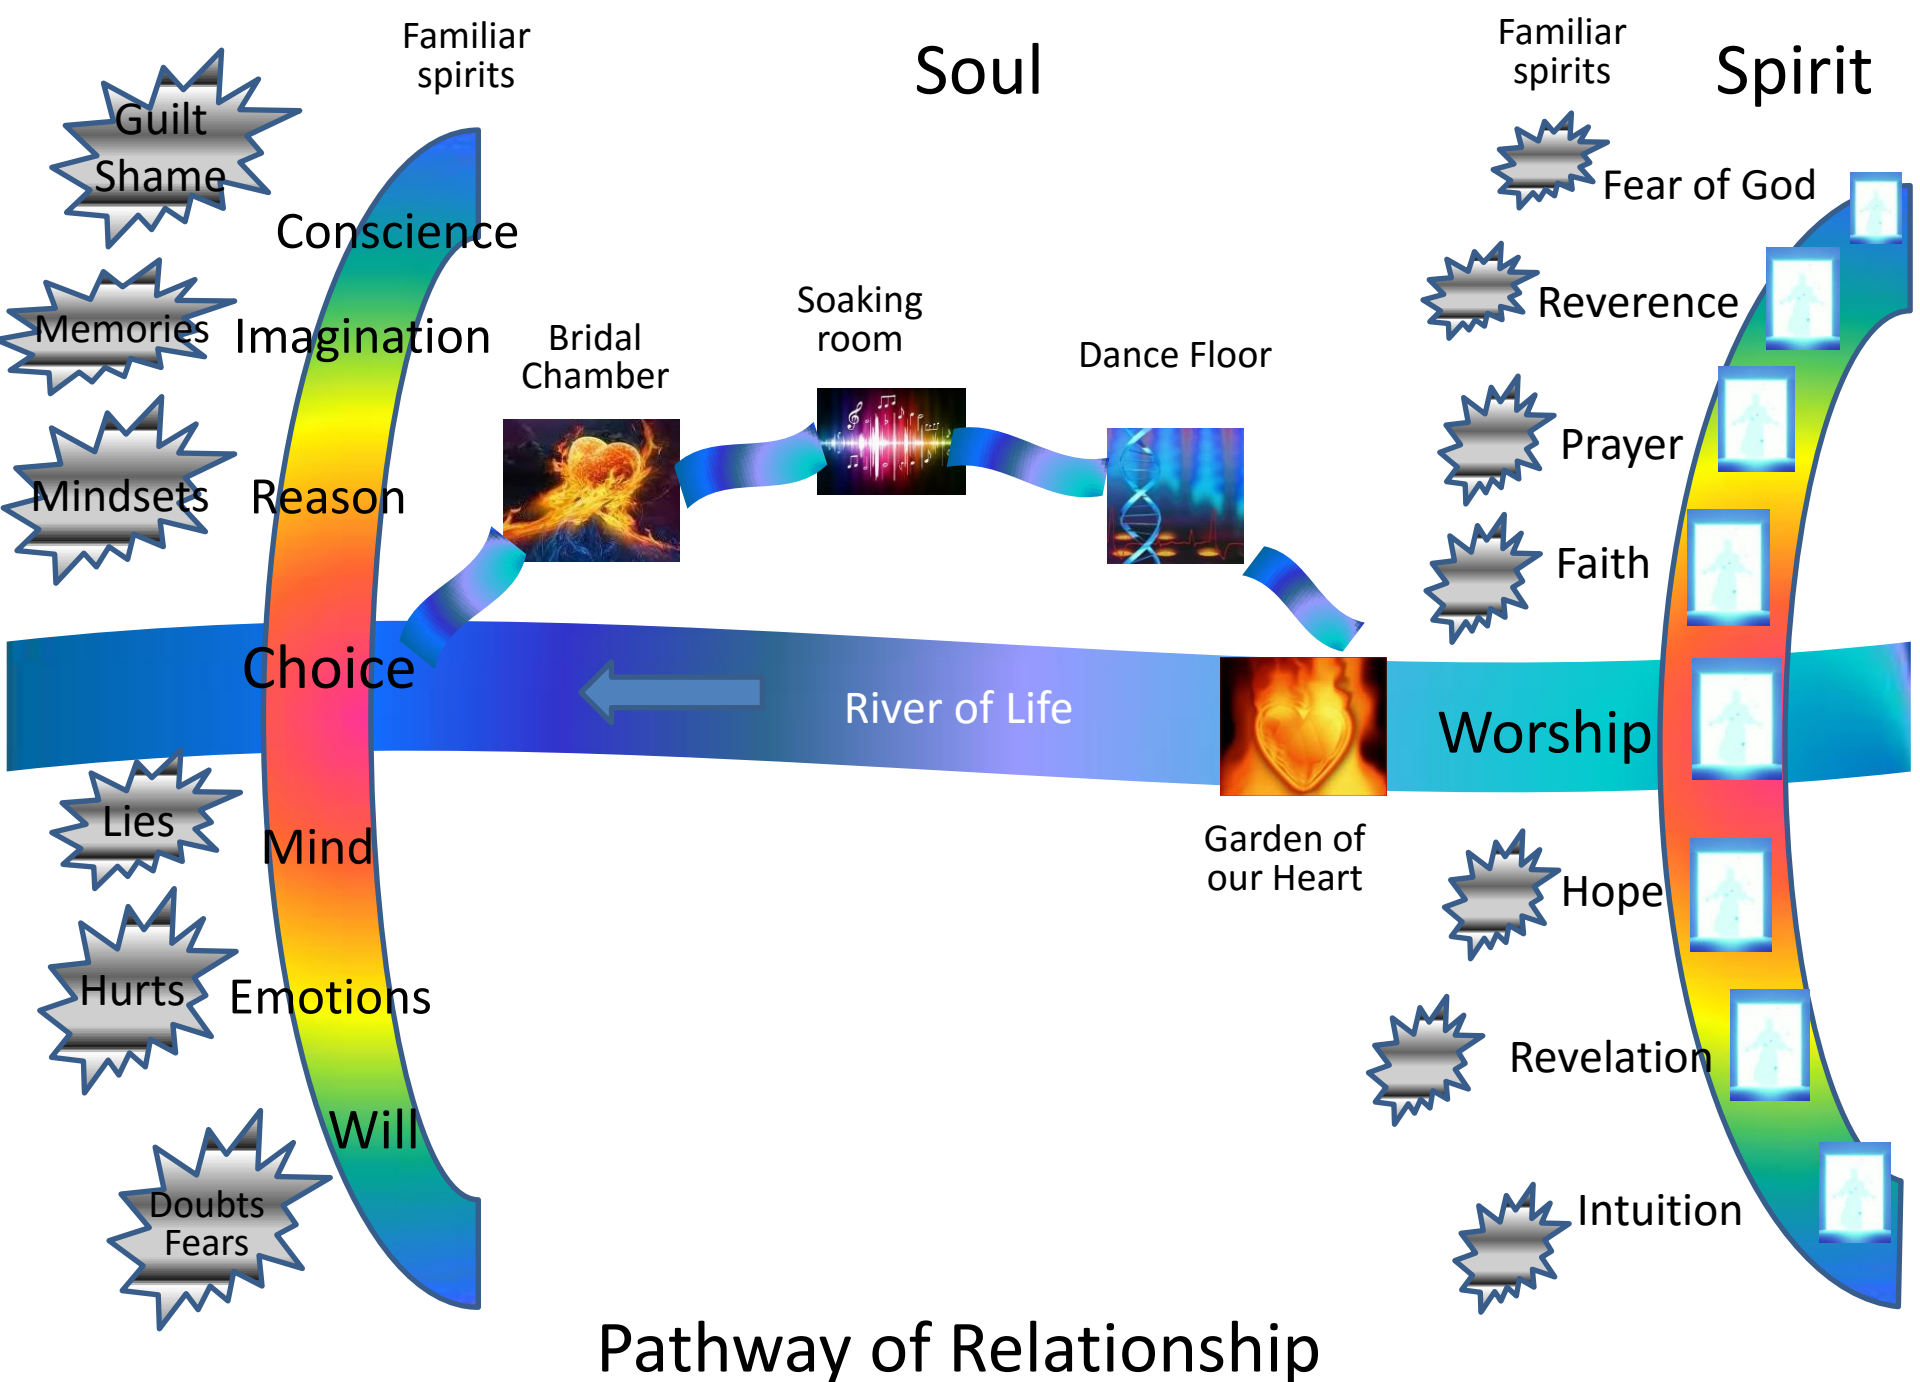 Familiar
spirits
Soul
Familiar
spirits
Spirit
Guilt
Shame
Conscience
Fear of God
Memories
Imagination
Bridal
Chamber
Soaking
room
Dance Floor
Reverence
Mindsets
Reason
Prayer
Faith
Choice
River of Life
Worship
Lies
Mind
Garden of
our Heart
Hope
Hurts
Emotions
Revelation
Will
Doubts
Fears
Intuition
Pathway of Relationship